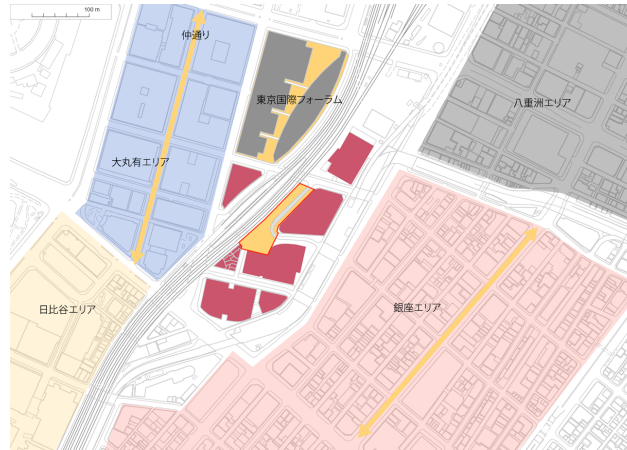 100 m
仲通り
東京国際フォーラム
八重洲エリア
大丸有エリア
日比谷エリア
銀座エリア